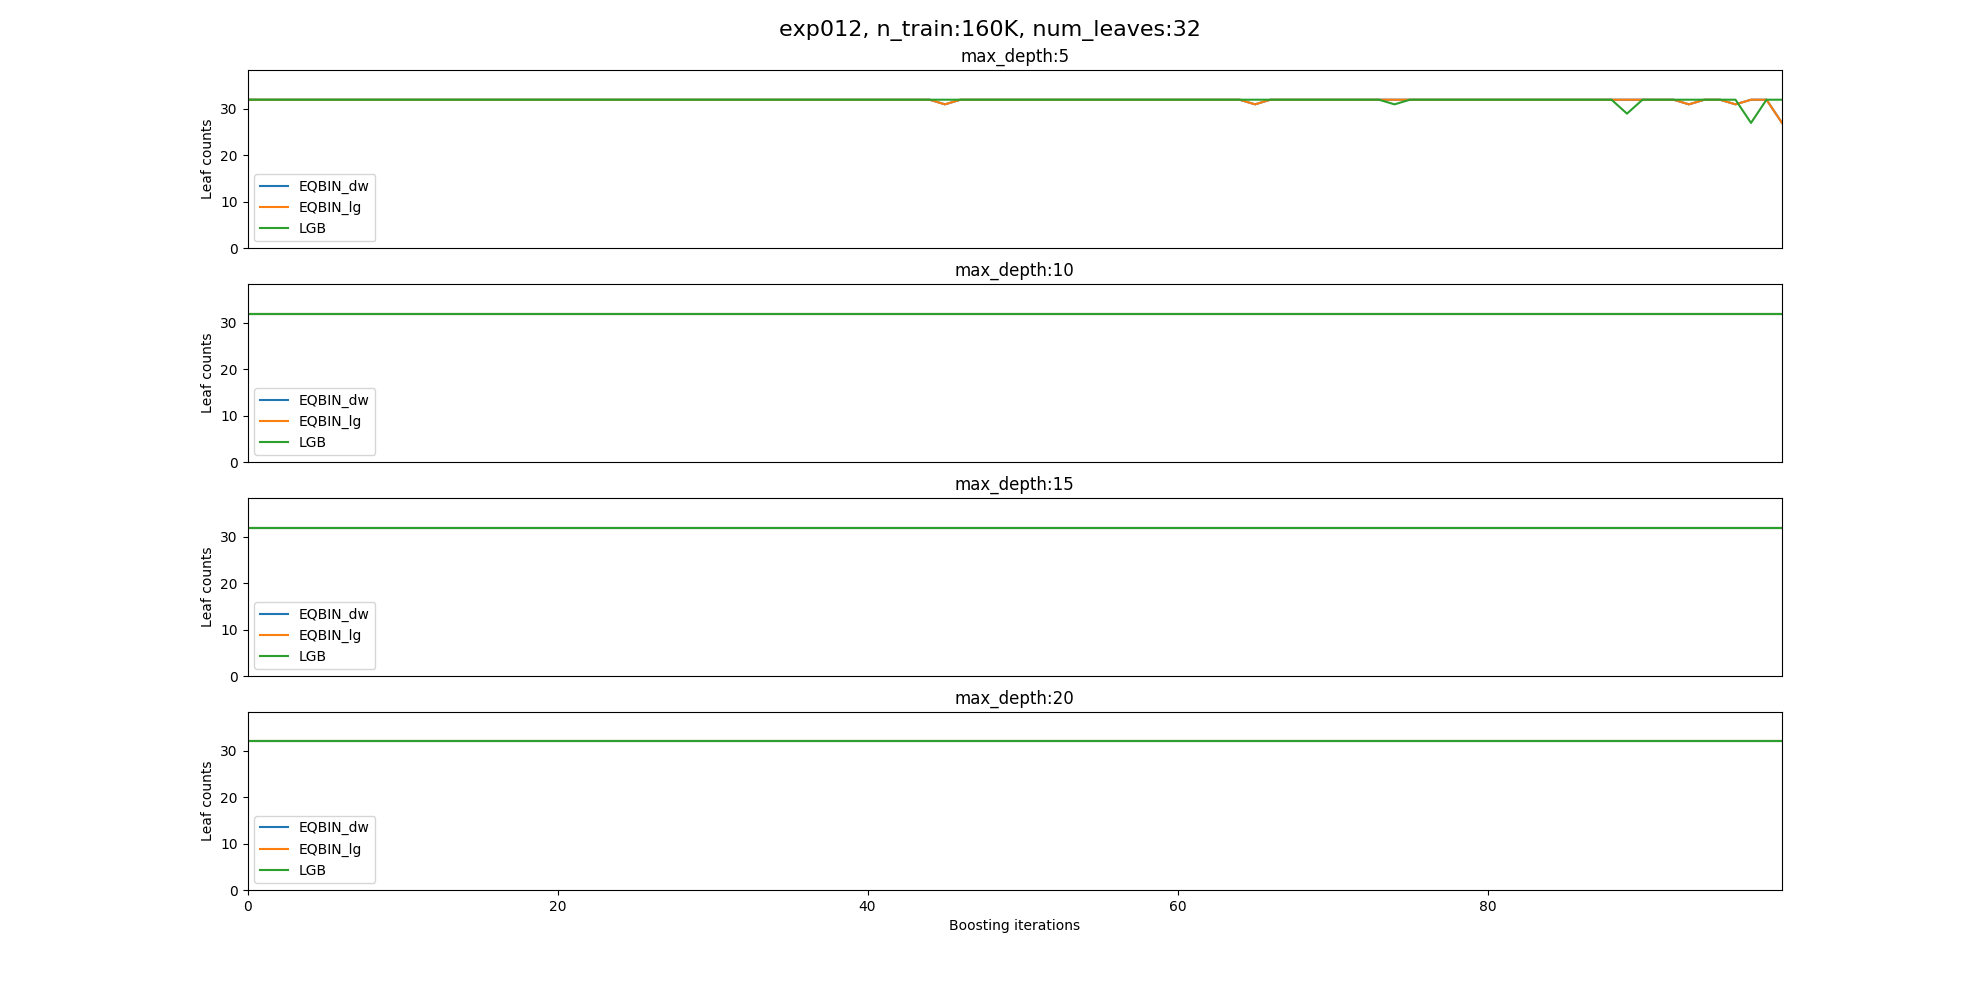 exp012, n_train:160K, num_leaves:32
max_depth:5
30
20
10
0
Leaf counts
EQBIN_dw
EQBIN_lg
LGB
max_depth:10
30
20
10
0
Leaf counts
EQBIN_dw
EQBIN_lg
LGB
max_depth:15
30
20
10
0
Leaf counts
EQBIN_dw
EQBIN_lg
LGB
max_depth:20
30
20
10
0
Leaf counts
EQBIN_dw
EQBIN_lg
LGB
0 20 40 60 80
Boosting iterations